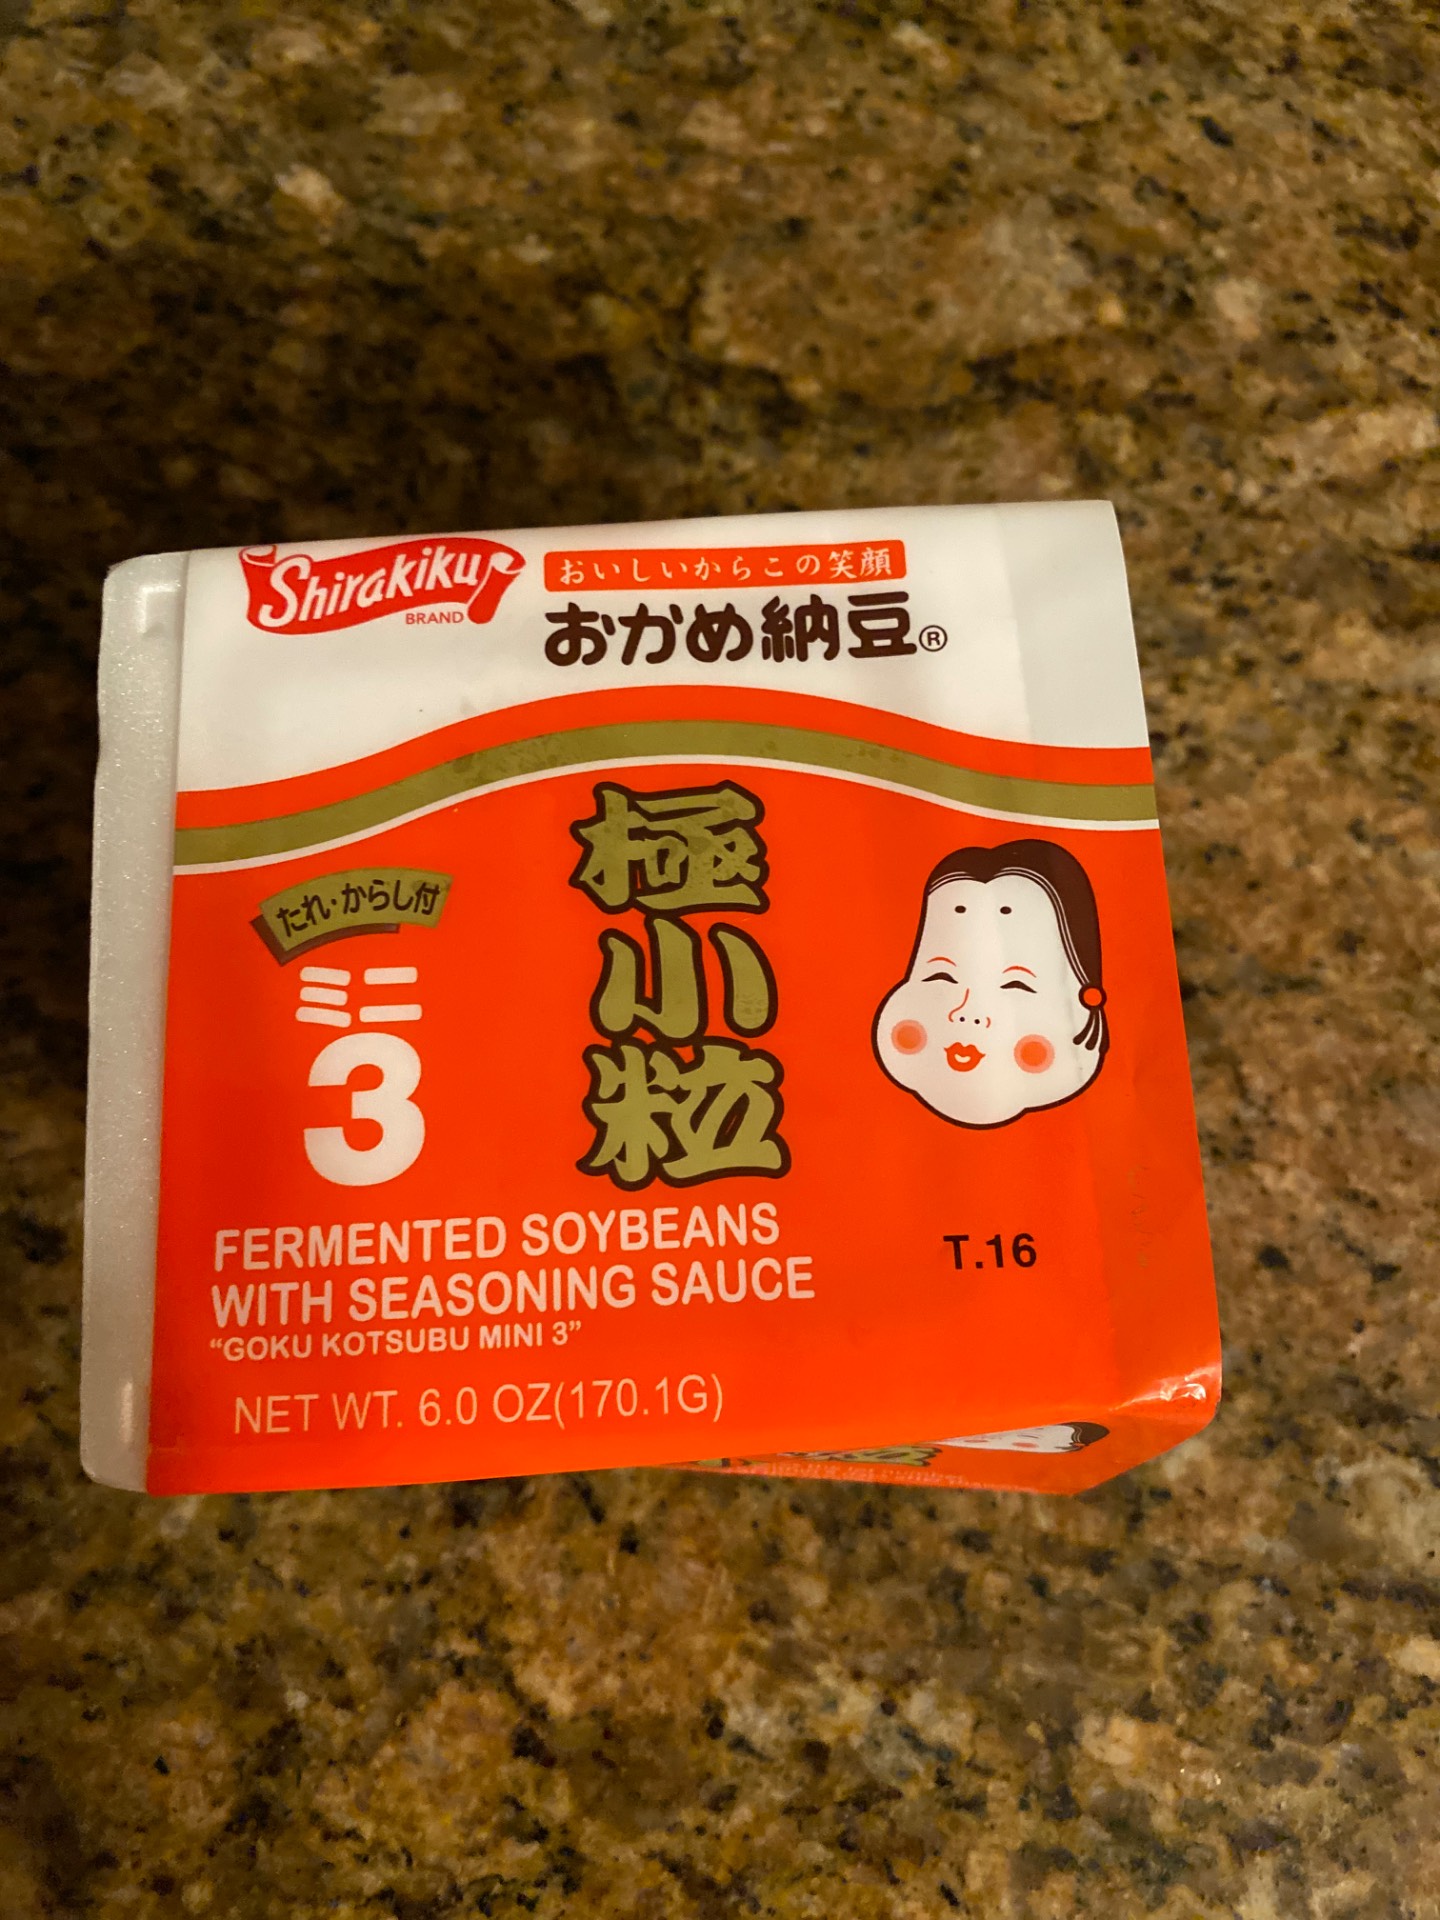 Shirakiku
BRAND
おいしいからこの笑顔
おかめ納豆®
たれ・からし付
ミニ
3
極小粒
T.16
FERMENTED SOYBEANS
WITH SEASONING SAUCE
"GOKU KOTSUBU MINI 3"
NET WT. 6.0 OZ(170.1G)